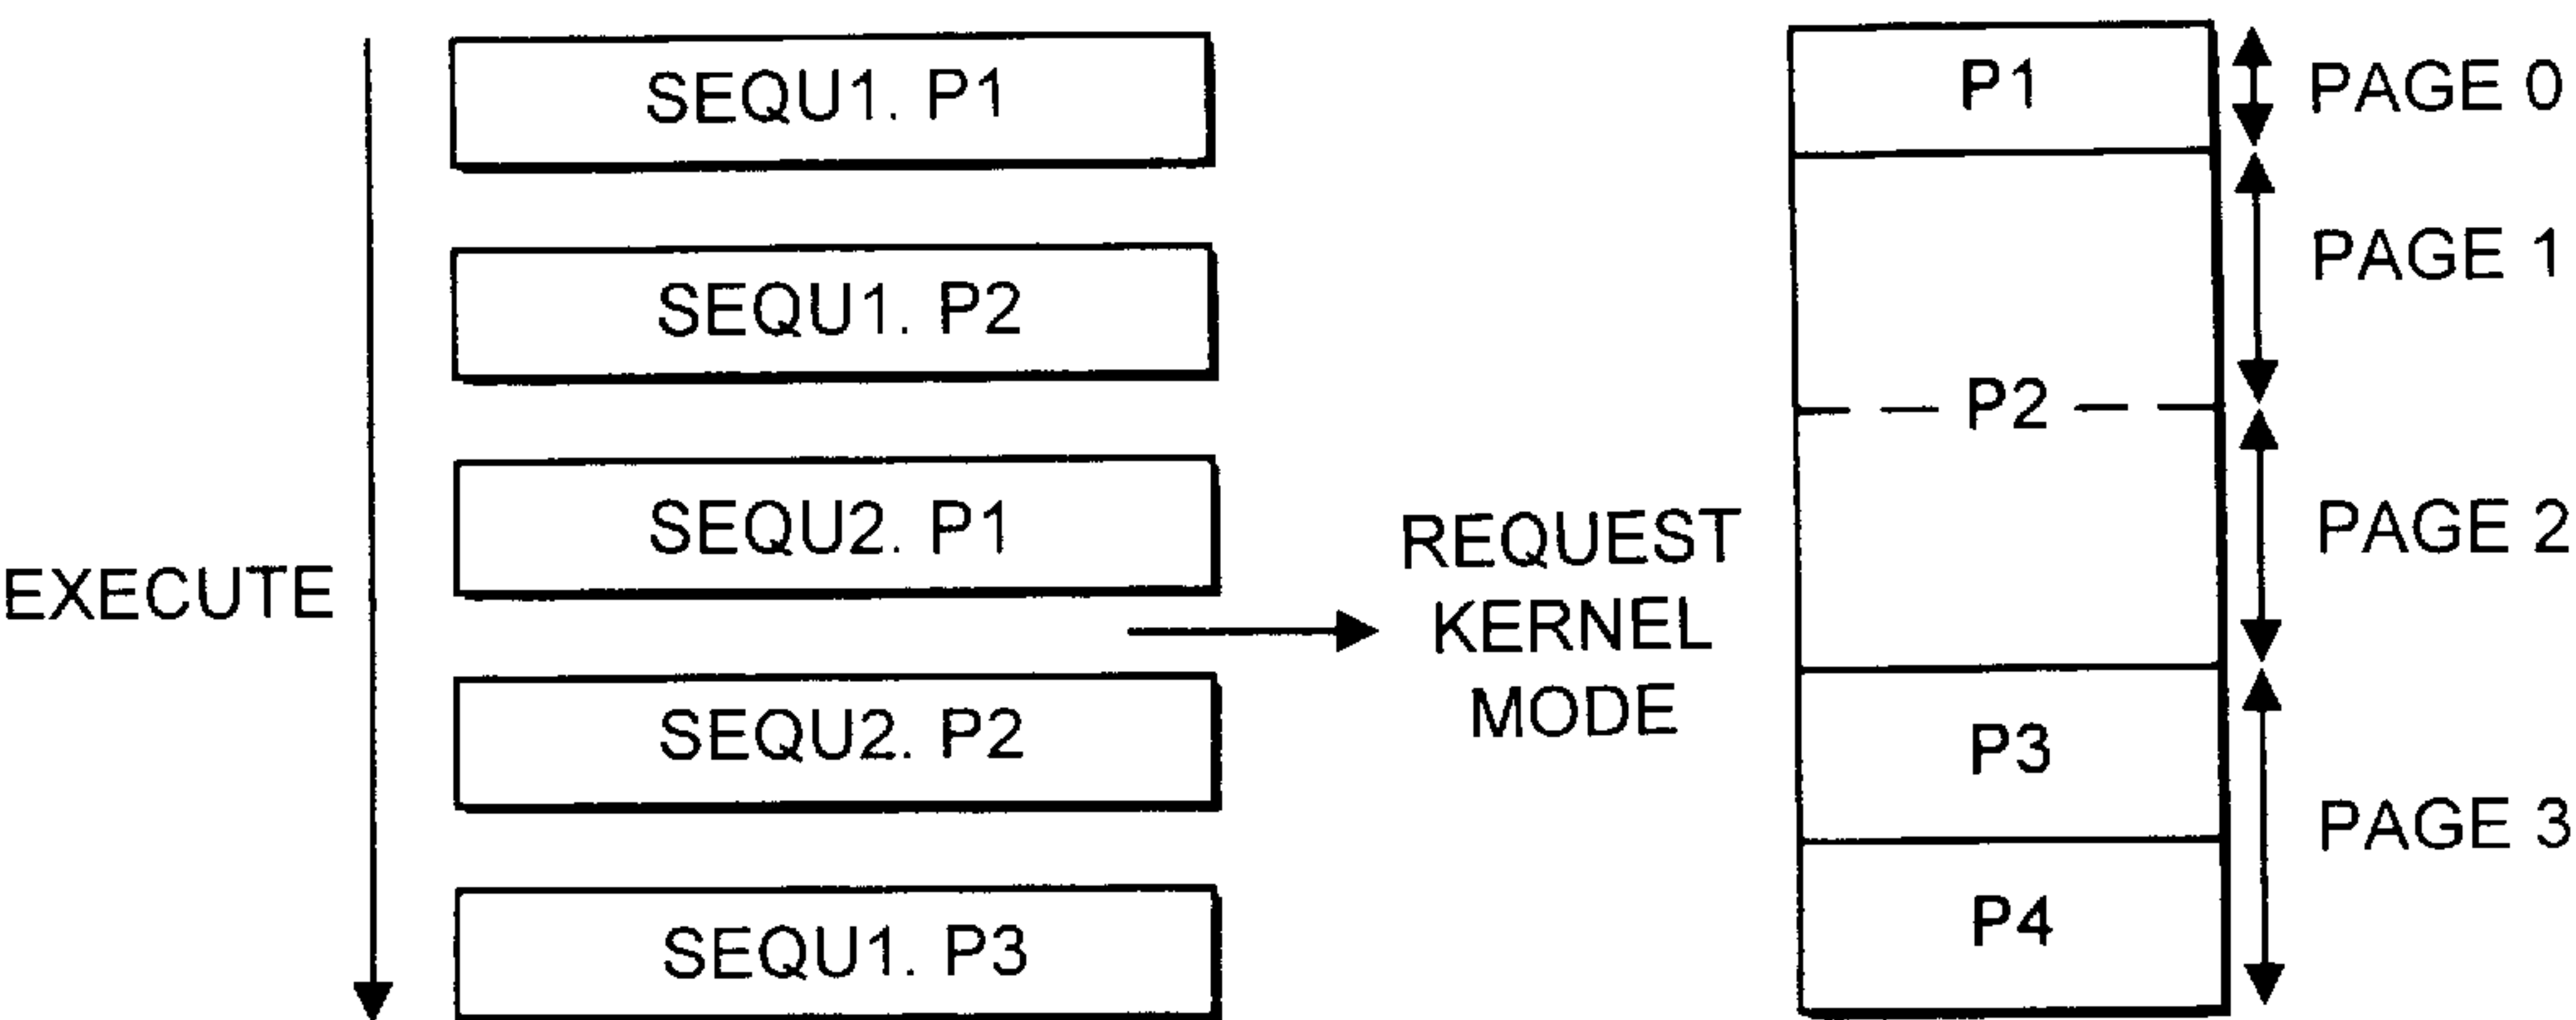 SEQU1. P1
SEQU1. P2
SEQU2. P1
SEQU2. P2
SEQU1. P3
EXECUTE
REQUEST
KERNEL
MODE
P1
P2
P3
P4
PAGE 0
PAGE 1
PAGE 2
PAGE 3